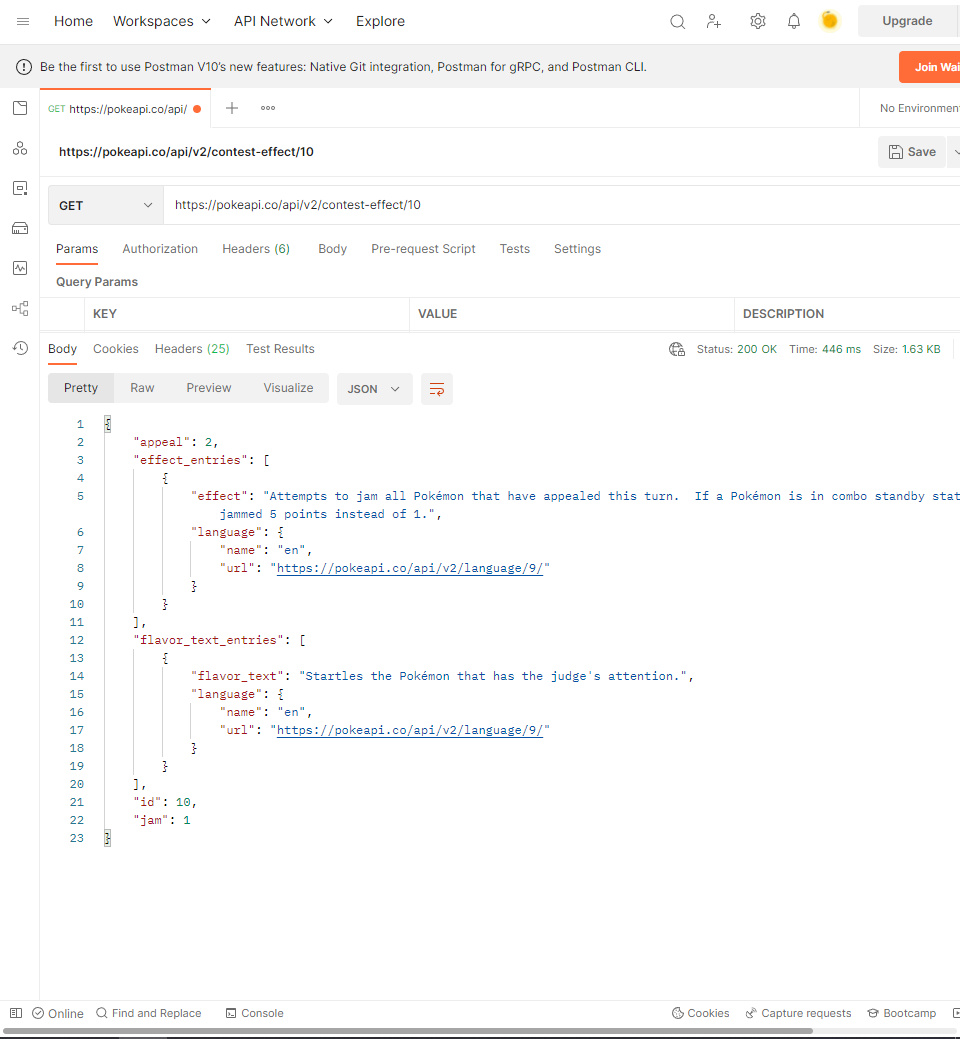 Home Workspaces API Network Explore Upgrade
Be the first to use Postman V10's new features: Native Git integration, Postman for gRPC, and Postman CLI. Join Wai
GET https://pokeapi.co/api/ No Environment
https://pokeapi.co/api/v2/contest-effect/10 Save
GET https://pokeapi.co/api/v2/contest-effect/10
Params Authorization Headers (6) Body Pre-request Script Tests Settings
Query Params
KEY VALUE DESCRIPTION
Body Cookies Headers (25) Test Results Status: 200 OK Time: 446 ms Size: 1.63 KB
Pretty Raw Preview Visualize JSON
1 {
2 "appeal": 2,
3 "effect_entries": [
4 {
5 "effect": "Attempts to jam all Pokémon that have appealed this turn.  If a Pokémon is in combo standby stat
jammed 5 points instead of 1.",
6 "language": {
7 "name": "en",
8 "url": "https://pokeapi.co/api/v2/language/9/"
9 }
10 }
11 ],
12 "flavor_text_entries": [
13 {
14 "flavor_text": "Startles the Pokémon that has the judge's attention.",
15 "language": {
16 "name": "en",
17 "url": "https://pokeapi.co/api/v2/language/9/"
18 }
19 }
20 ],
21 "id": 10,
22 "jam": 1
23 }
Online Find and Replace Console Cookies Capture requests Bootcamp